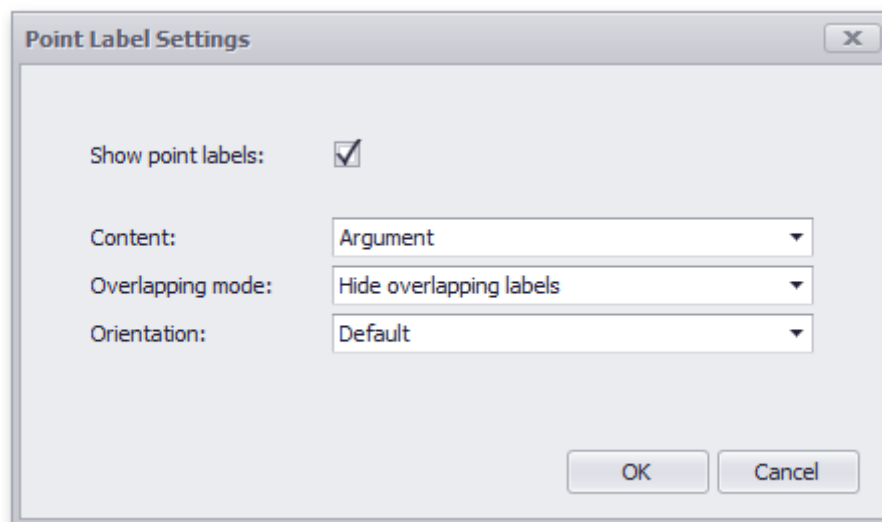 Point Label Settings
Show point labels:
Content: Argument
Overlapping mode: Hide overlapping labels
Orientation: Default
OK Cancel